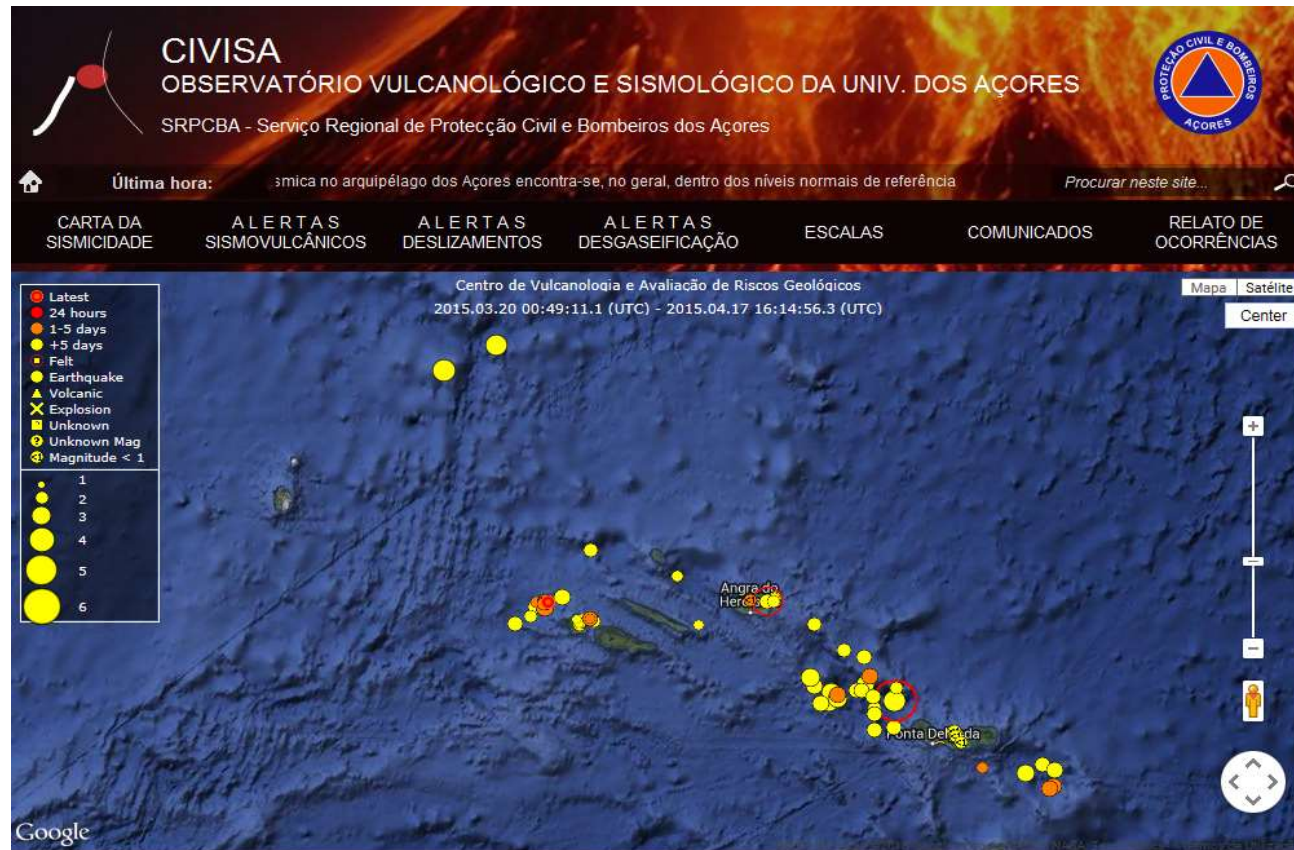 CIVISA
OBSERVATÓRIO VULCANOLÓGICO E SISMOLÓGICO DA UNIV. DOS AÇORES
SRPCBA - Serviço Regional de Protecção Civil e Bombeiros dos Açores
PROTEÇÃO CIVIL E BOMBEIROS
AÇORES
Última hora:
smica no arquipélago dos Açores encontra-se, no geral, dentro dos níveis normais de referência
Procurar neste site...
CARTA DA
SISMICIDADE
ALERTAS
SISMOVULCÂNICOS
ALERTAS
DESLIZAMENTOS
ALERTAS
DESGASEIFICAÇÃO
ESCALAS
COMUNICADOS
RELATO DE
OCORRÊNCIAS
Centro de Vulcanologia e Avaliação de Riscos Geológicos
2015.03.20 00:49:11.1 (UTC) - 2015.04.17 16:14:56.3 (UTC)
Mapa
Satélite
Center
Latest
24 hours
1-5 days
+5 days
Felt
Earthquake
Volcanic
Explosion
Unknown
Unknown Mag
Magnitude < 1
1
2
3
4
5
6
Angra do
Ponta Delgada
Google